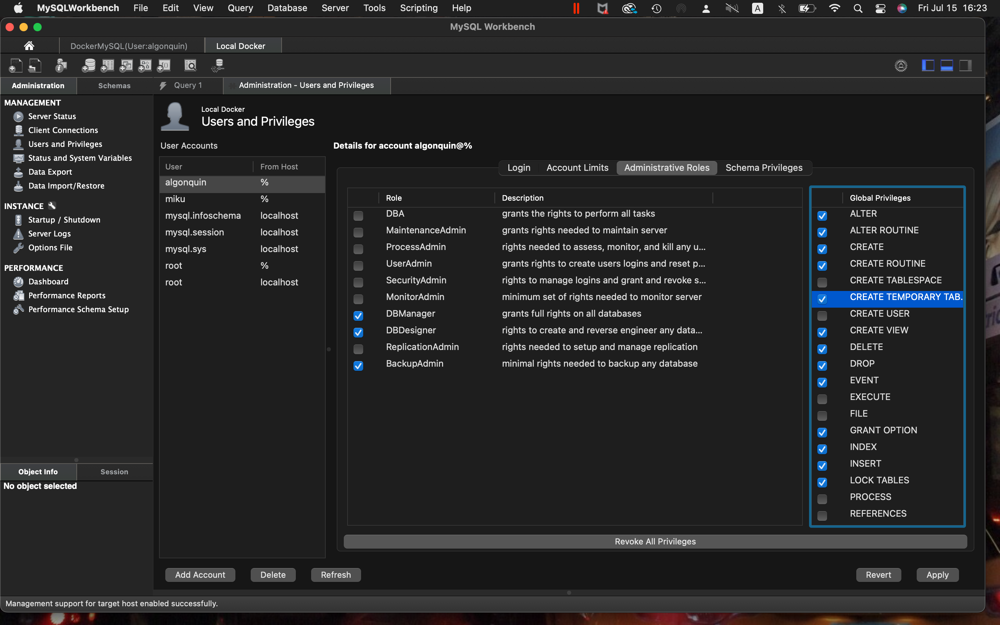 MySQLWorkbench File Edit View Query Database Server Tools Scripting Help A Fri Jul 15 16:23
MySQL Workbench
DockerMySQL(User:algonquin) Local Docker
Administration Schemas Query 1 Administration - Users and Privileges
MANAGEMENT
Server Status
Client Connections
Users and Privileges
Status and System Variables
Data Export
Data Import/Restore
INSTANCE
Startup / Shutdown
Server Logs
Options File
PERFORMANCE
Dashboard
Performance Reports
Performance Schema Setup
Object Info Session
No object selected
Local Docker
Users and Privileges
User Accounts
User From Host
algonquin %
miku %
mysql.infoschema localhost
mysql.session localhost
mysql.sys localhost
root %
root localhost
Add Account Delete Refresh
Details for account algonquin@%
Login Account Limits Administrative Roles Schema Privileges
Role Description
DBA grants the rights to perform all tasks
MaintenanceAdmin grants rights needed to maintain server
ProcessAdmin rights needed to assess, monitor, and kill any u...
UserAdmin grants rights to create users logins and reset p...
SecurityAdmin rights to manage logins and grant and revoke s...
MonitorAdmin minimum set of rights needed to monitor server
DBManager grants full rights on all databases
DBDesigner rights to create and reverse engineer any data...
ReplicationAdmin rights needed to setup and manage replication
BackupAdmin minimal rights needed to backup any database
Global Privileges
ALTER
ALTER ROUTINE
CREATE
CREATE ROUTINE
CREATE TABLESPACE
CREATE TEMPORARY TAB.
CREATE USER
CREATE VIEW
DELETE
DROP
EVENT
EXECUTE
FILE
GRANT OPTION
INDEX
INSERT
LOCK TABLES
PROCESS
REFERENCES
Revoke All Privileges
Revert Apply
Management support for target host enabled successfully.